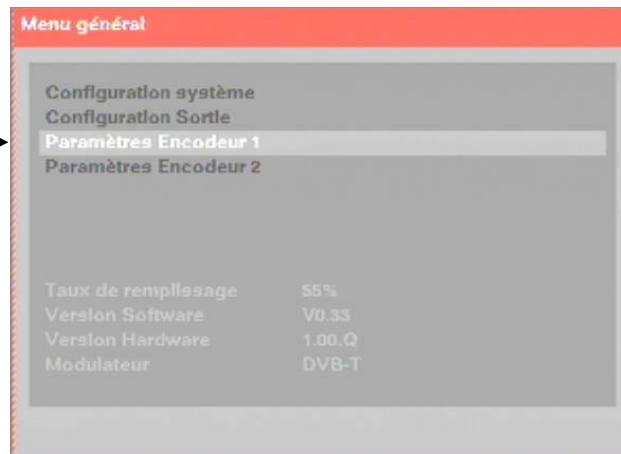 Menu général
Configuration système
Configuration Sortie
Paramètres Encodeur 1
Paramètres Encodeur 2
Taux de remplissage 55%
Version Software V0.33
Version Hardware 1.00.Q
Modulateur DVB-T